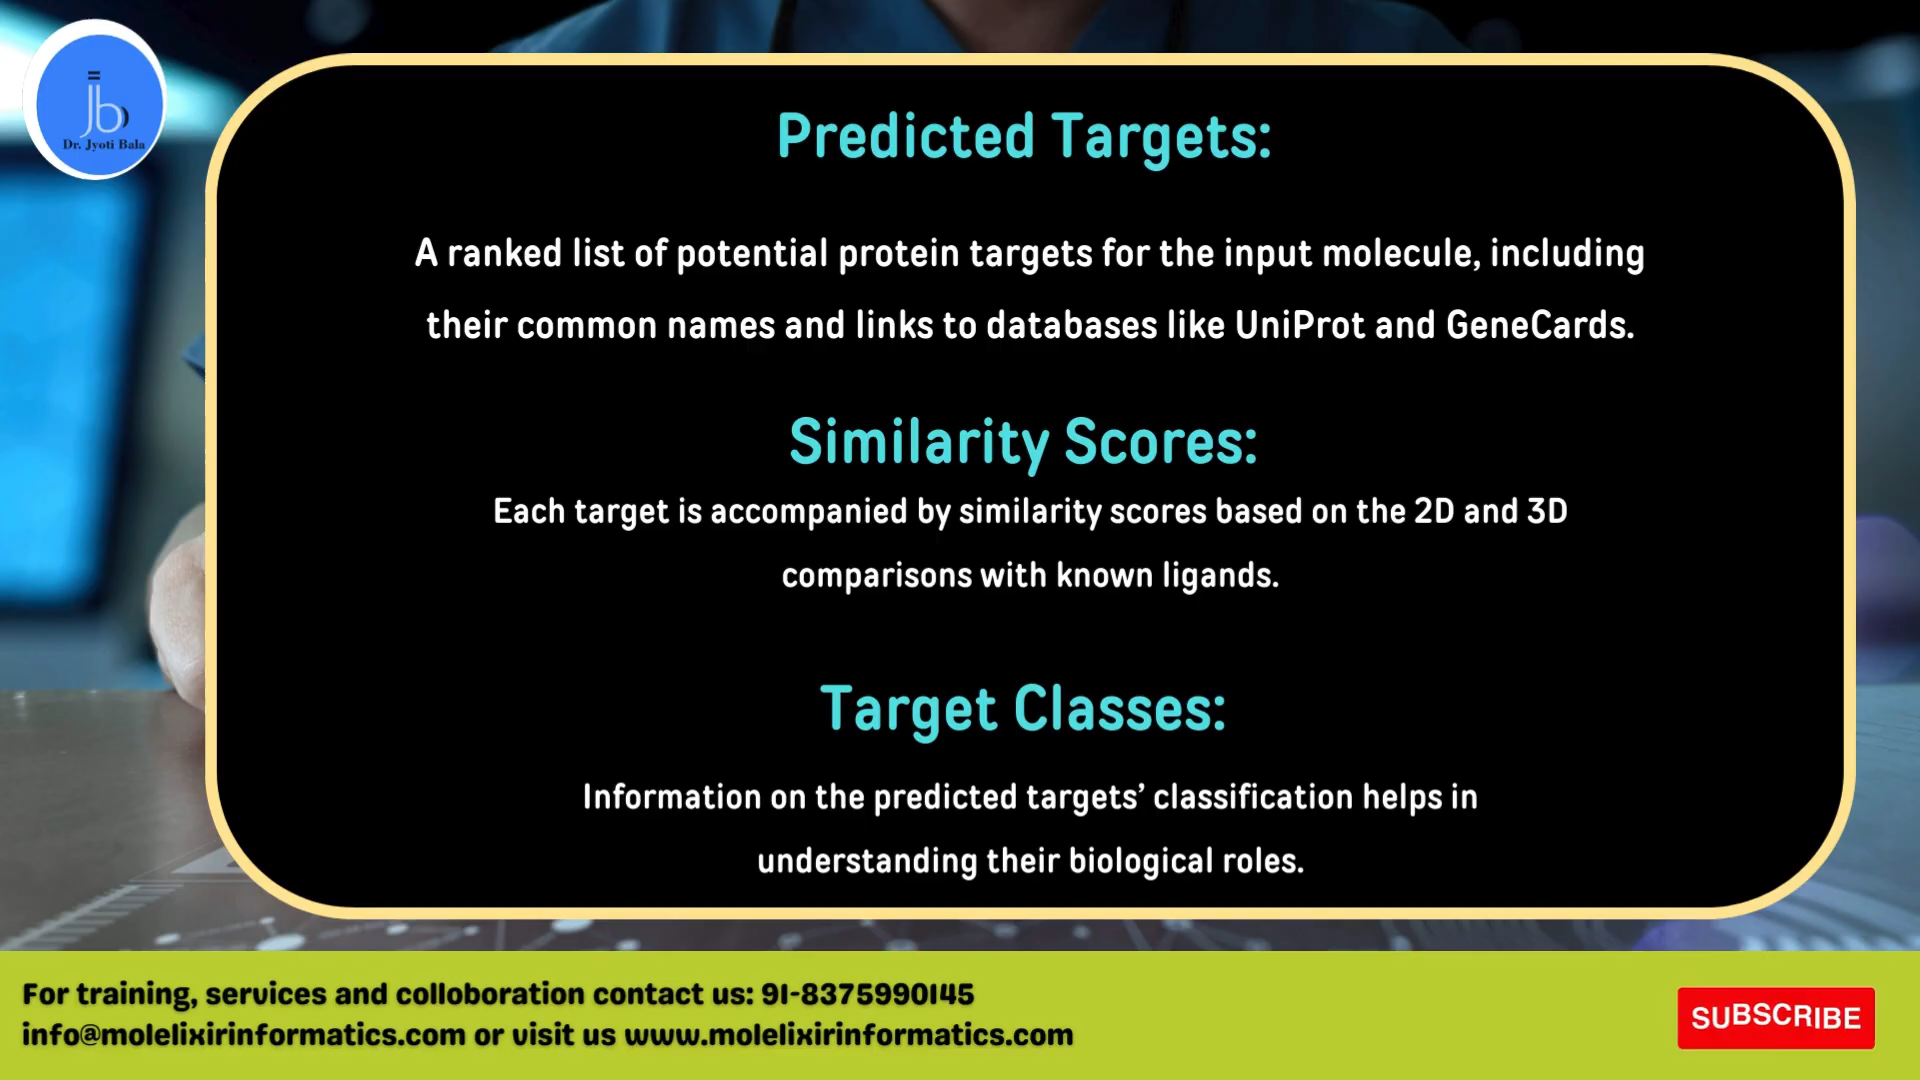 jb
Dr. Jyoti Bala
Predicted Targets:
A ranked list of potential protein targets for the input molecule, including
their common names and links to databases like UniProt and GeneCards.
Similarity Scores:
Each target is accompanied by similarity scores based on the 2D and 3D
comparisons with known ligands.
Target Classes:
Information on the predicted targets’ classification helps in
understanding their biological roles.
For training, services and colloboration contact us: 91-8375990145
info@molelixirinformatics.com or visit us www.molelixirinformatics.com
SUBSCRIBE